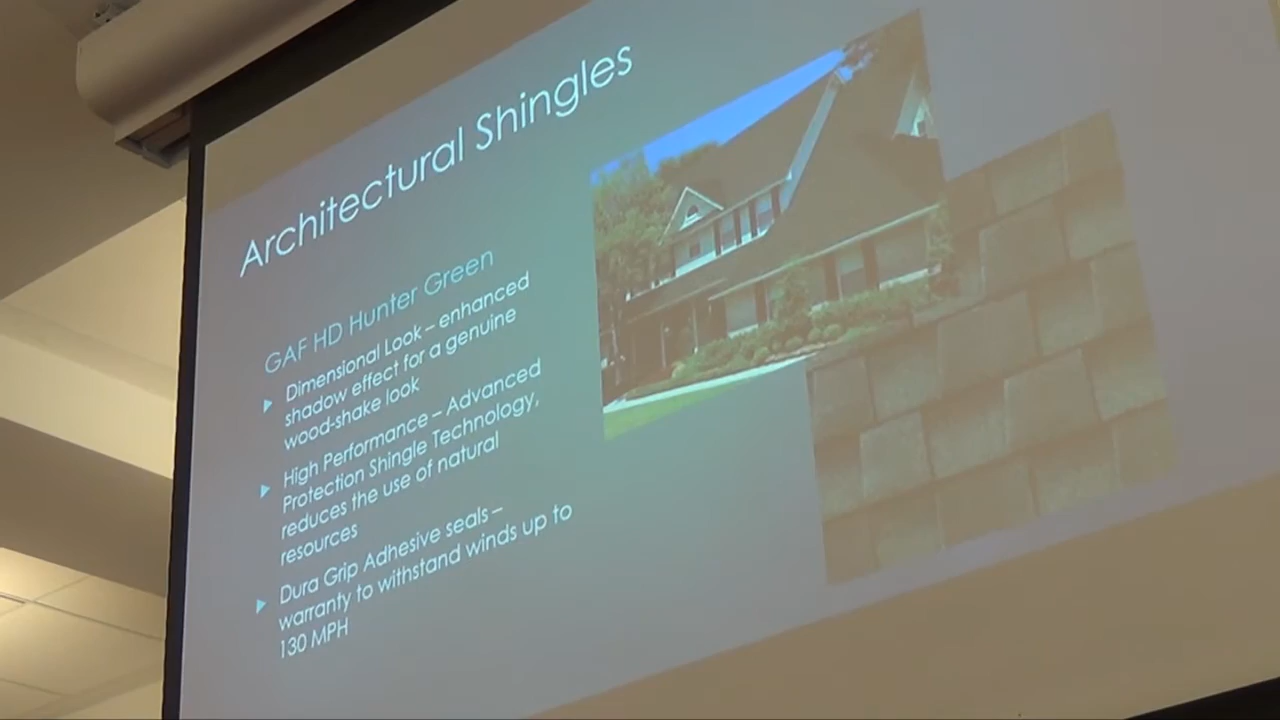 Architectural Shingles
GAF HD Hunter Green
Dimensional Look – enhanced
shadow effect for a genuine
wood-shake look
High Performance – Advanced
Protection Shingle Technology,
reduces the use of natural
resources
Dura Grip Adhesive seals –
warranty to withstand winds up to
130 MPH